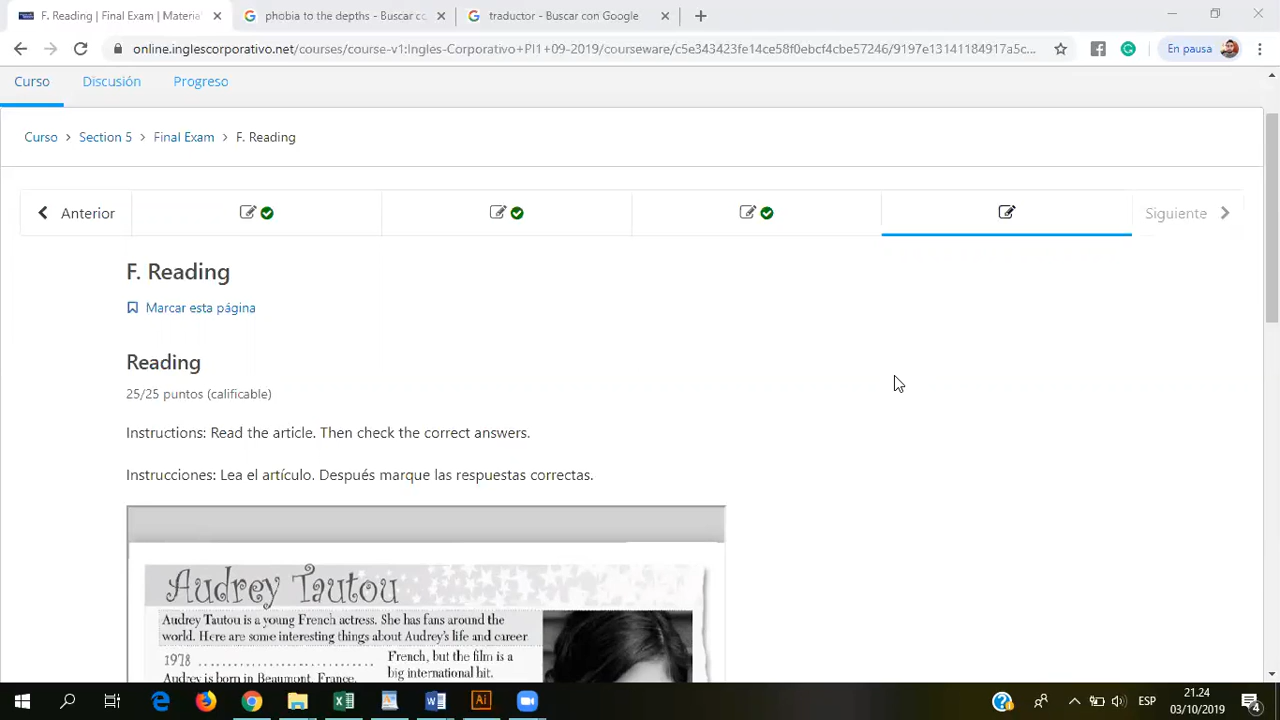 F. Reading | Final Exam | Materia
phobia to the depths - Buscar co
traductor - Buscar con Google
online.inglescorporativo.net/courses/course-v1:Ingles-Corporativo+PI1+09-2019/courseware/c5e343423fe14ce58f0ebcf4cbe57246/9197e13141184917a5c...
En pausa
Curso
Discusión
Progreso
Curso > Section 5 > Final Exam > F. Reading
Anterior
Siguiente
F. Reading
Marcar esta página
Reading
25/25 puntos (calificable)
Instructions: Read the article. Then check the correct answers.
Instrucciones: Lea el artículo. Después marque las respuestas correctas.
Audrey Tautou
Audrey Tautou is a young French actress. She has fans around the
world. Here are some interesting things about Audrey's life and career
1978
Audrey is born in Beaumont, France.
French, but the film is a
big international hit.
ESP
21.24
03/10/2019
4